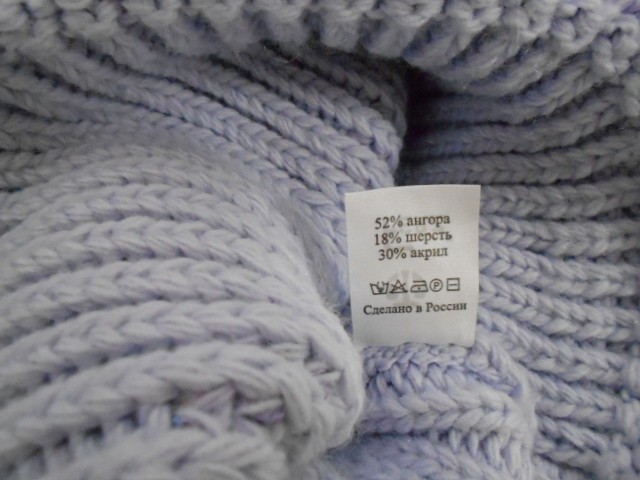 52% ангора
18% шерсть
30% акрил
Сделано в России